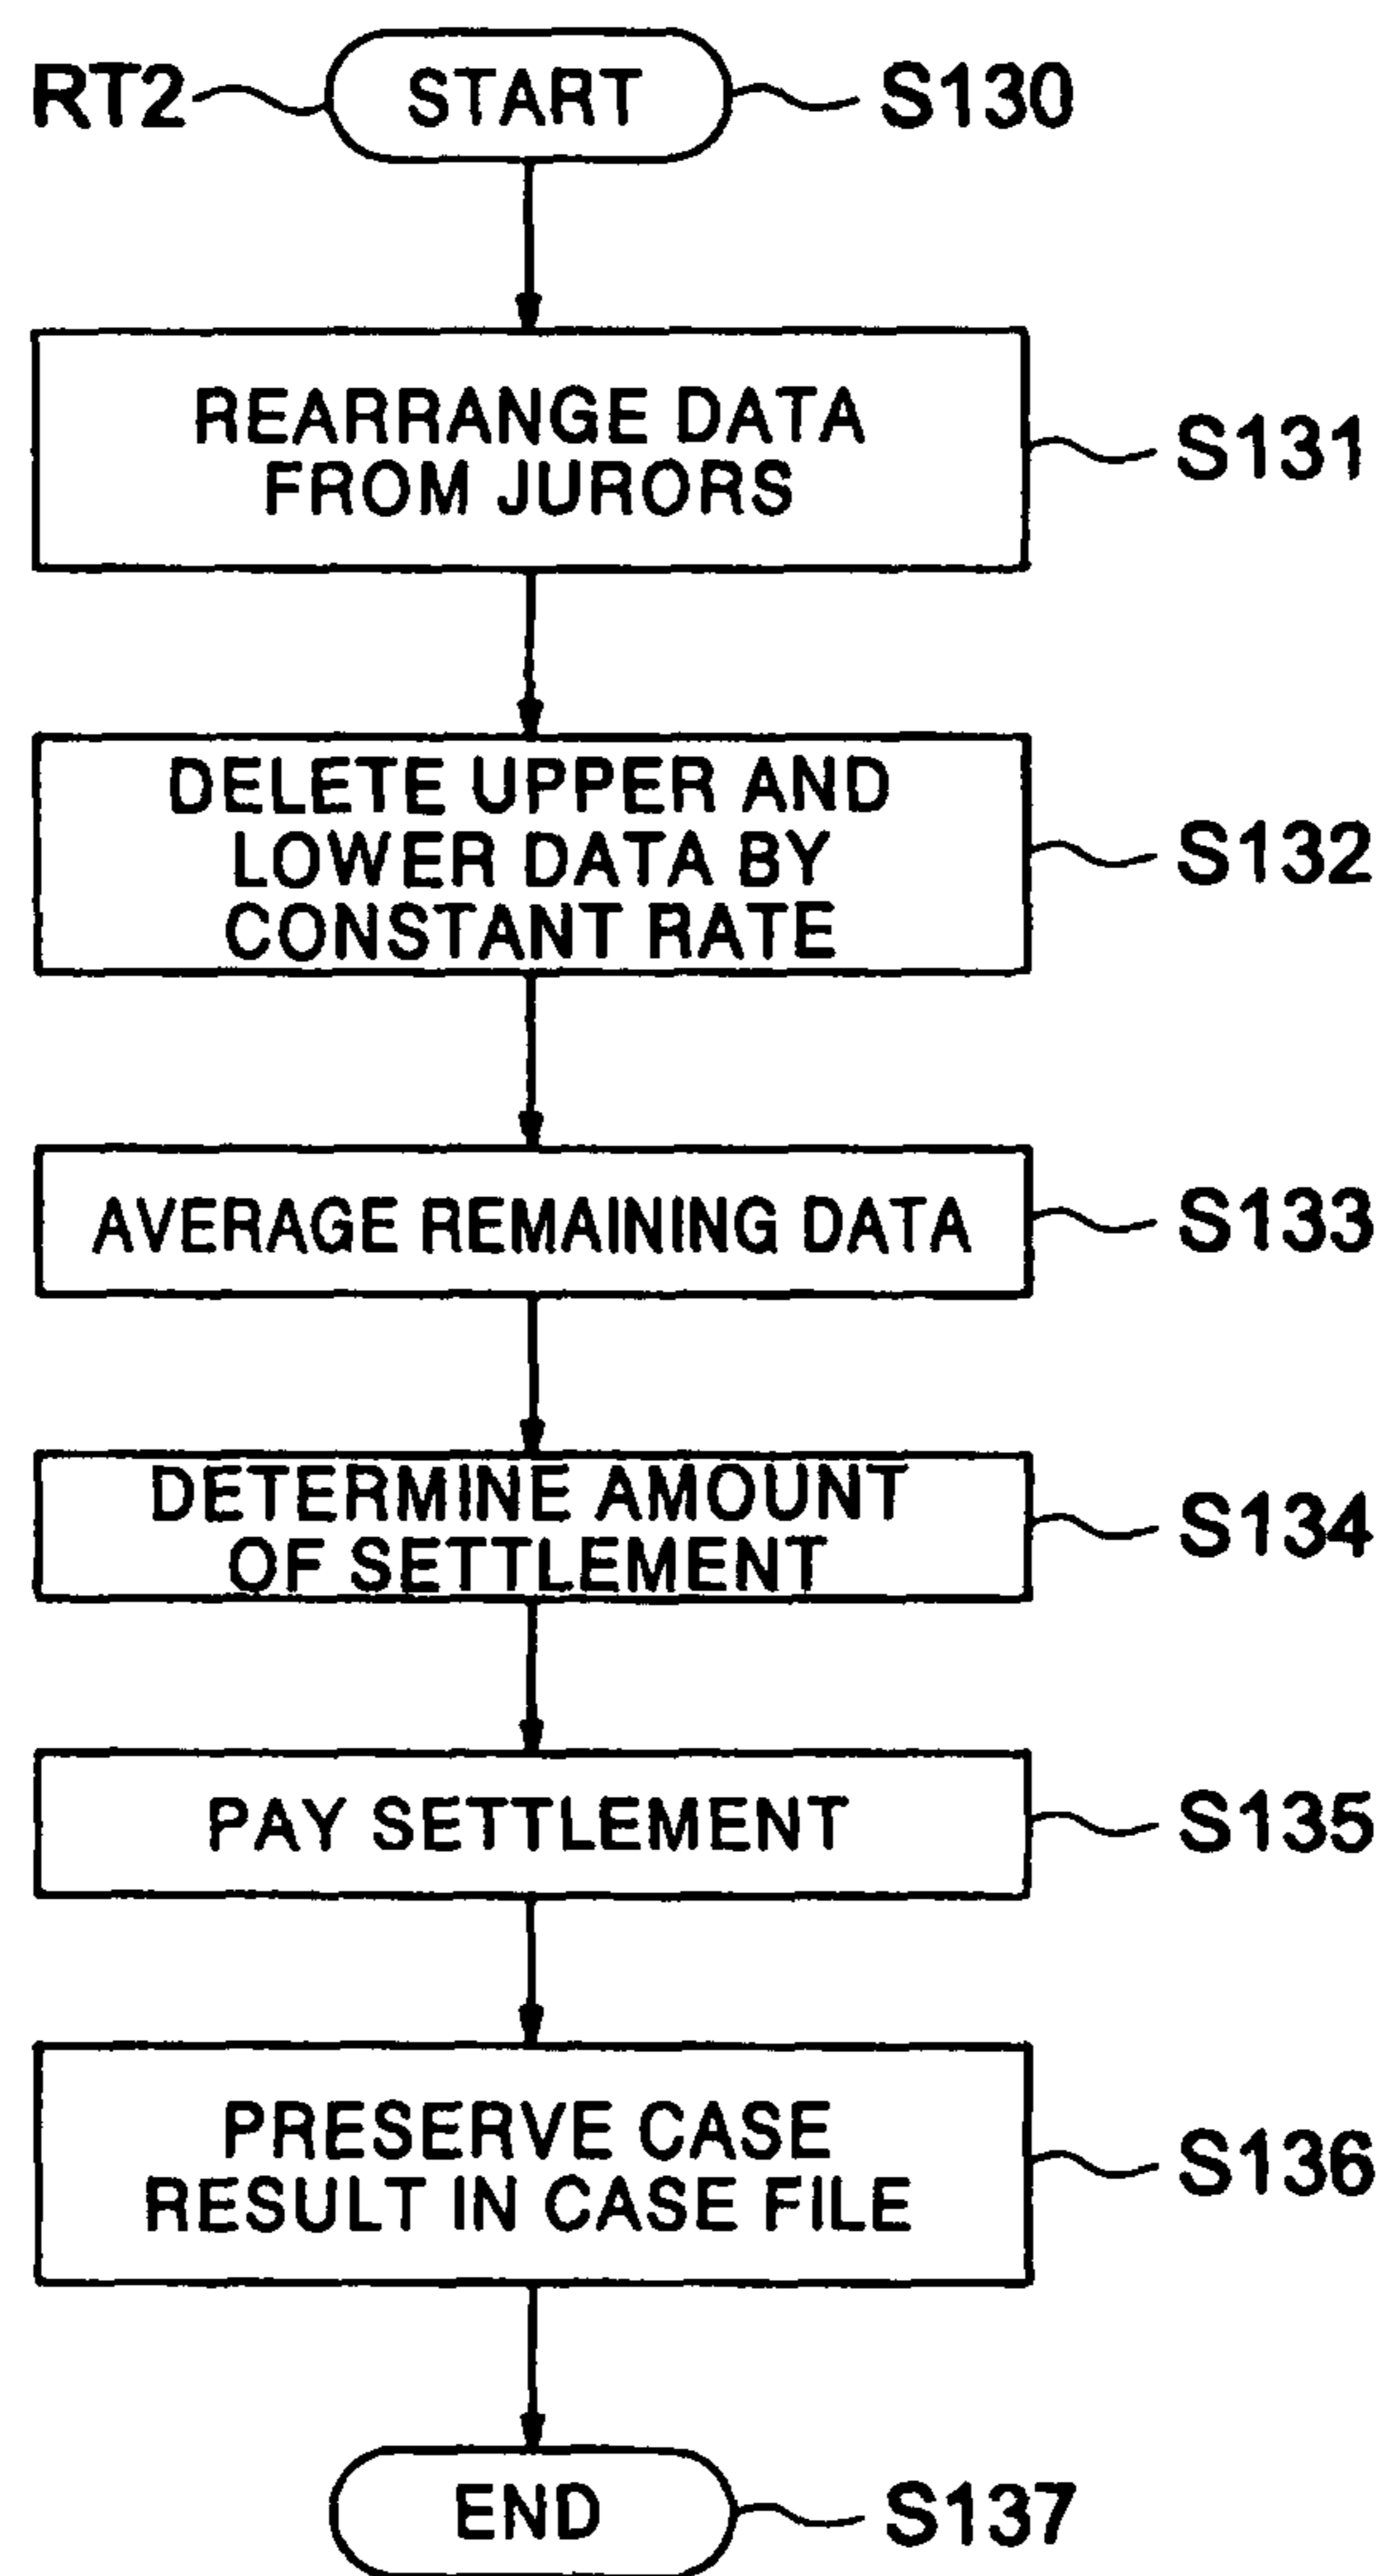 RT2 START S130
REARRANGE DATA
FROM JURORS
S131
DELETE UPPER AND
LOWER DATA BY
CONSTANT RATE
S132
AVERAGE REMAINING DATA
S133
DETERMINE AMOUNT
OF SETTLEMENT
S134
PAY SETTLEMENT
S135
PRESERVE CASE
RESULT IN CASE FILE
S136
END
S137